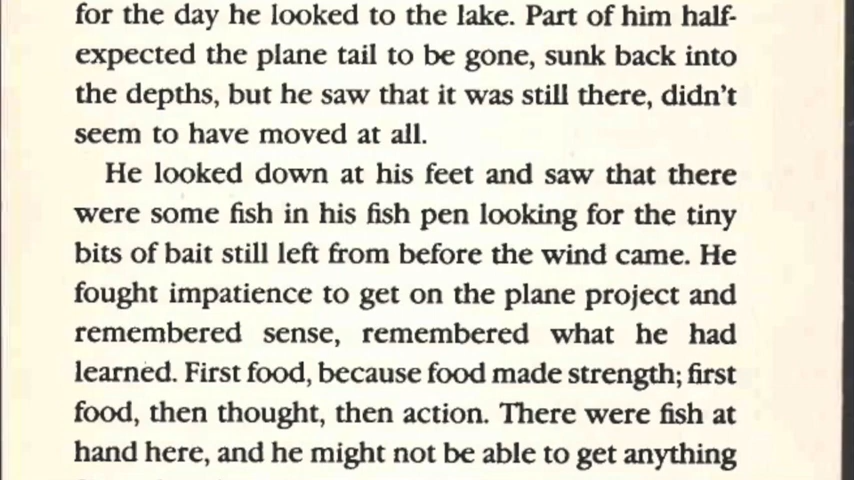 for the day he looked to the lake. Part of him half-
expected the plane tail to be gone, sunk back into
the depths, but he saw that it was still there, didn't
seem to have moved at all.
He looked down at his feet and saw that there
were some fish in his fish pen looking for the tiny
bits of bait still left from before the wind came. He
fought impatience to get on the plane project and
remembered sense, remembered what he had
learned. First food, because food made strength; first
food, then thought, then action. There were fish at
hand here, and he might not be able to get anything